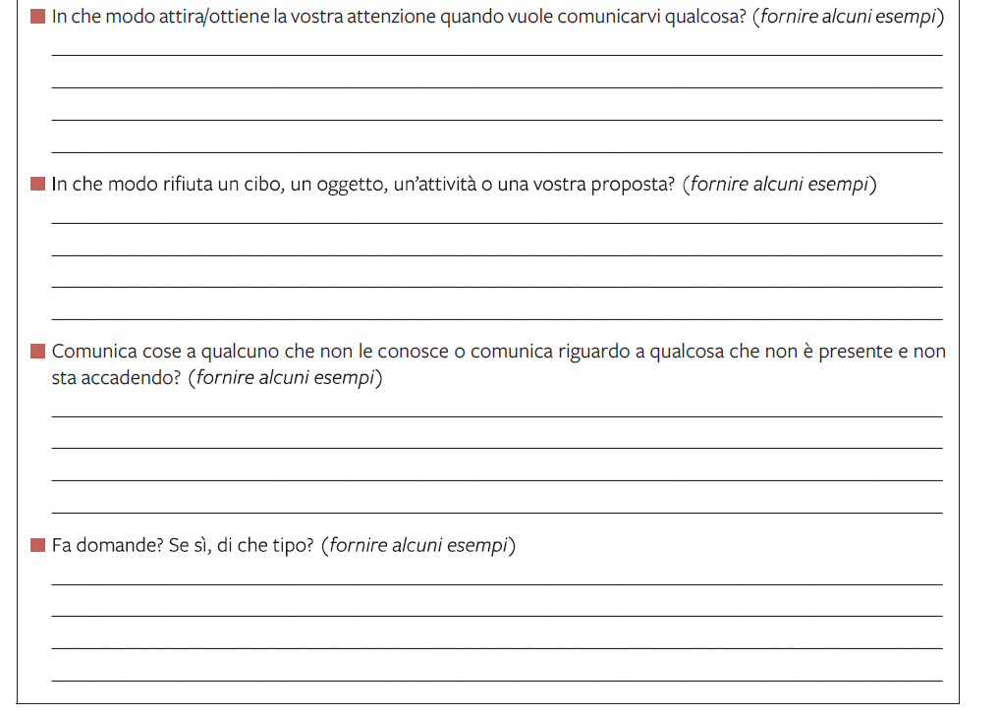 In che modo attira/ottiene la vostra attenzione quando vuole comunicarvi qualcosa? (fornire alcuni esempi)
In che modo rifiuta un cibo, un oggetto, un'attività o una vostra proposta? (fornire alcuni esempi)
Comunica cose a qualcuno che non le conosce o comunica riguardo a qualcosa che non è presente e non
sta accadendo? (fornire alcuni esempi)
Fa domande? Se sì, di che tipo? (fornire alcuni esempi)